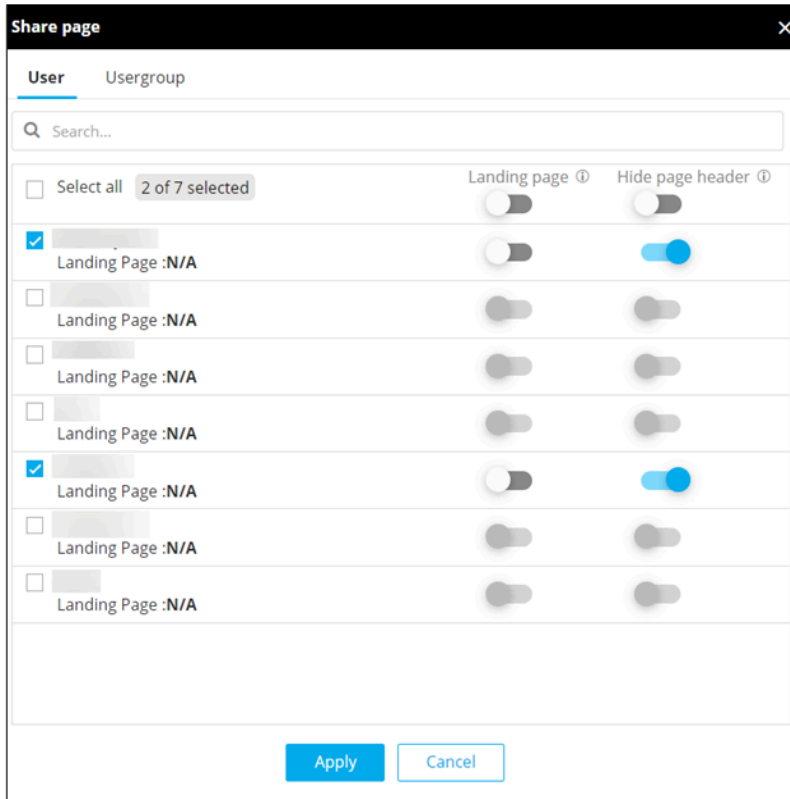 Share page
User Usergroup
Search...
Select all 2 of 7 selected Landing page ⓘ Hide page header ⓘ
Landing Page :N/A
Landing Page :N/A
Landing Page :N/A
Landing Page :N/A
Landing Page :N/A
Landing Page :N/A
Landing Page :N/A
Apply Cancel